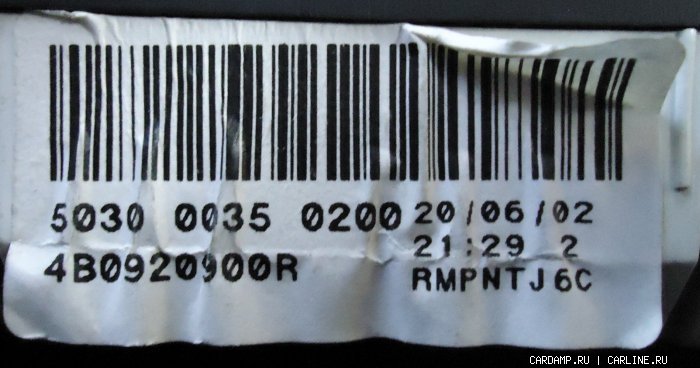 5030 0035 0200 20/06/02
21:29 2
4B0920900R RMPNTJ6C
CARDAMP.RU | CARLINE.RU